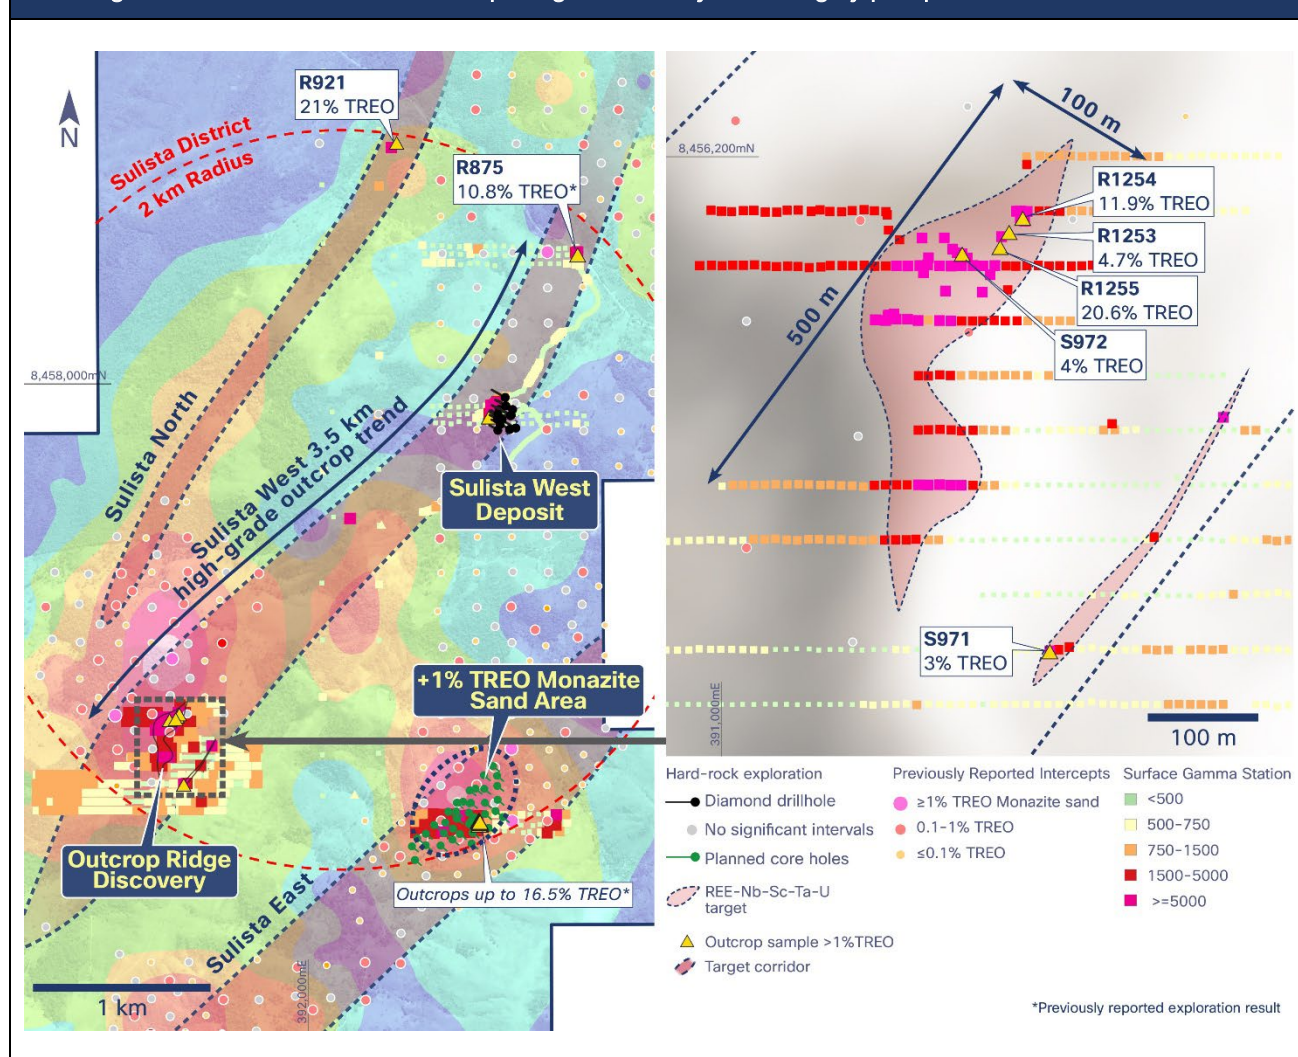 R921
21% TREO
N
Sulista District
2 km Radius
R875
10.8% TREO*
8,458,000mN
Sulista North
Sulista West 3.5 km
high-grade outcrop trend
Sulista West
Deposit
+1% TREO Monazite
Sand Area
Outcrop Ridge
Discovery
Outcrops up to 16.5% TREO*
Sulista East
392,000mE
1 km
100 m
8,456,200mN
R1254
11.9% TREO
R1253
4.7% TREO
R1255
20.6% TREO
500 m
S972
4% TREO
S971
3% TREO
391,000mE
100 m
Hard-rock exploration
Diamond drillhole
No significant intervals
Planned core holes
REE-Nb-Sc-Ta-U
target
Outcrop sample >1%TREO
Target corridor
Previously Reported Intercepts
≥1% TREO Monazite sand
0.1-1% TREO
≤0.1% TREO
Surface Gamma Station
<500
500-750
750-1500
1500-5000
>=5000
*Previously reported exploration result